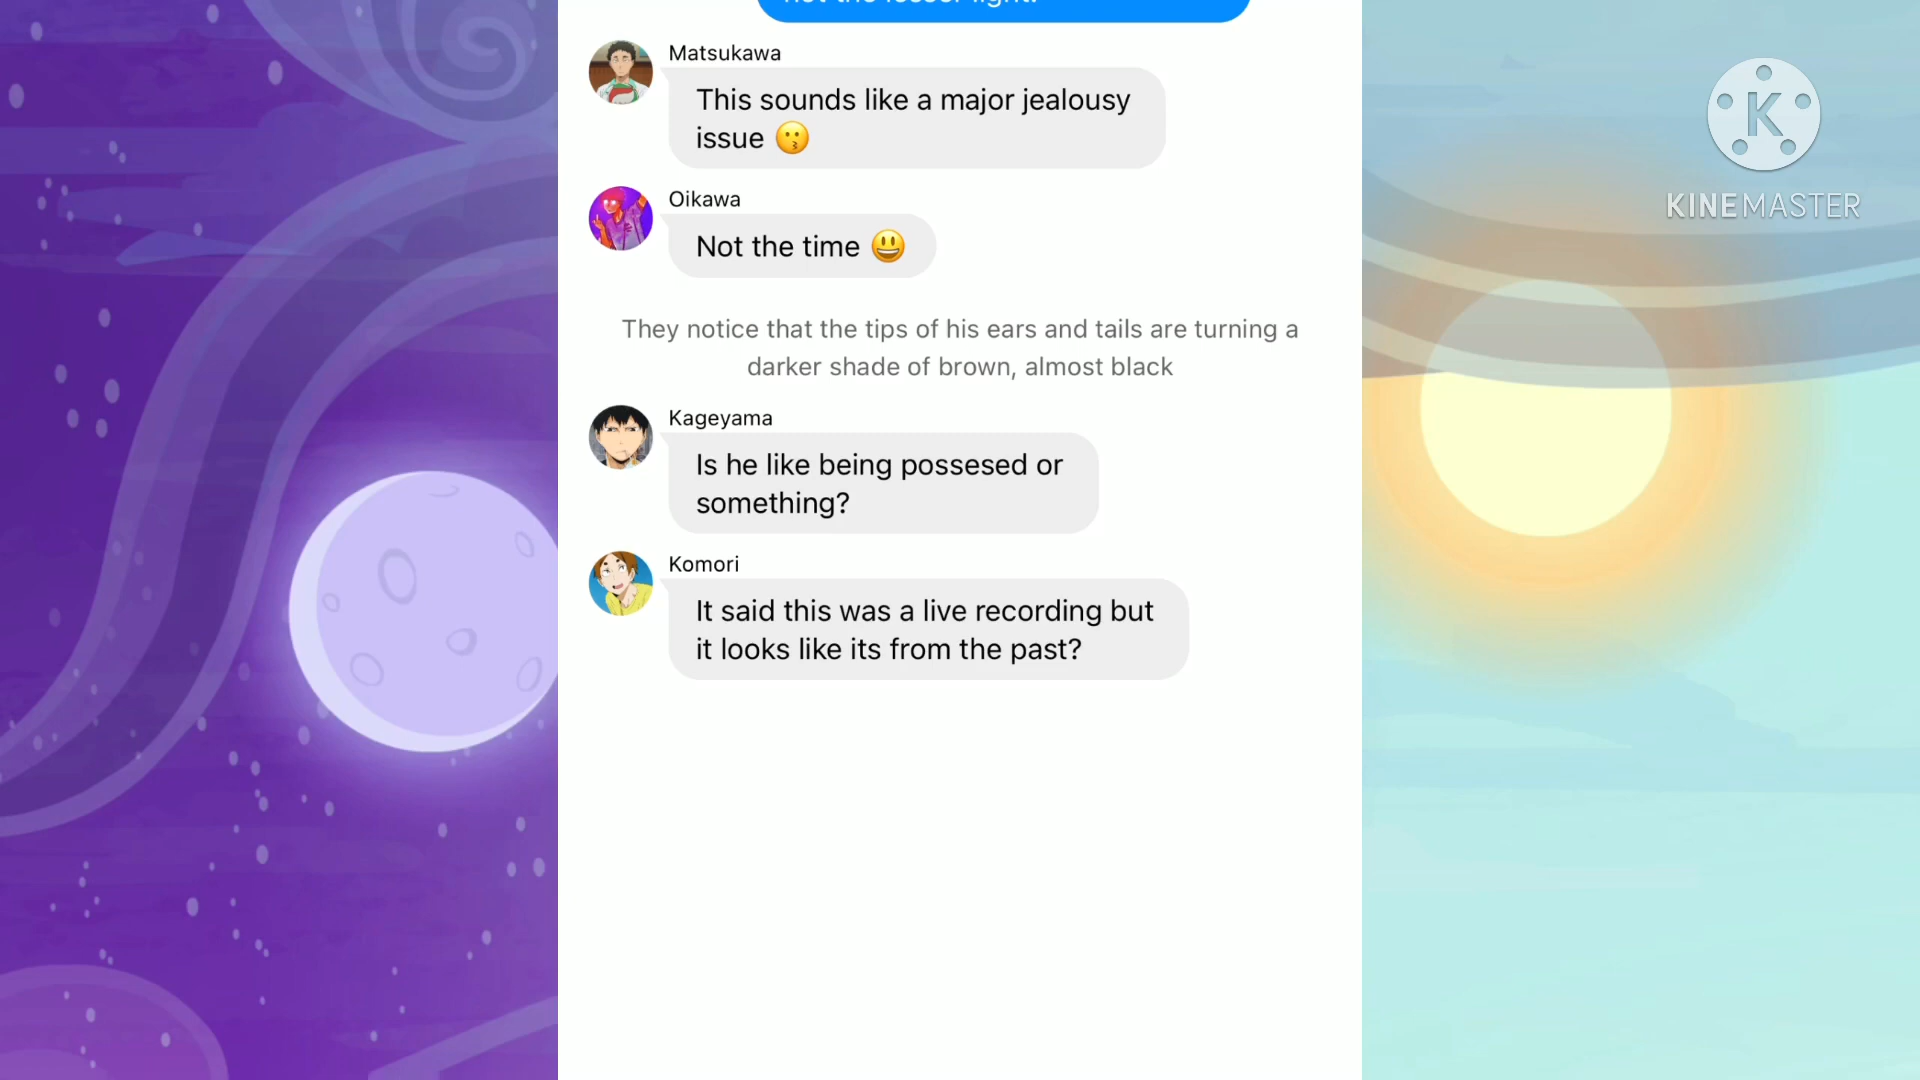 Matsukawa
This sounds like a major jealousy
issue 😗
Oikawa
Not the time 😃
They notice that the tips of his ears and tails are turning a
darker shade of brown, almost black
Kageyama
Is he like being possesed or
something?
Komori
It said this was a live recording but
it looks like its from the past?
K
KINEMASTER